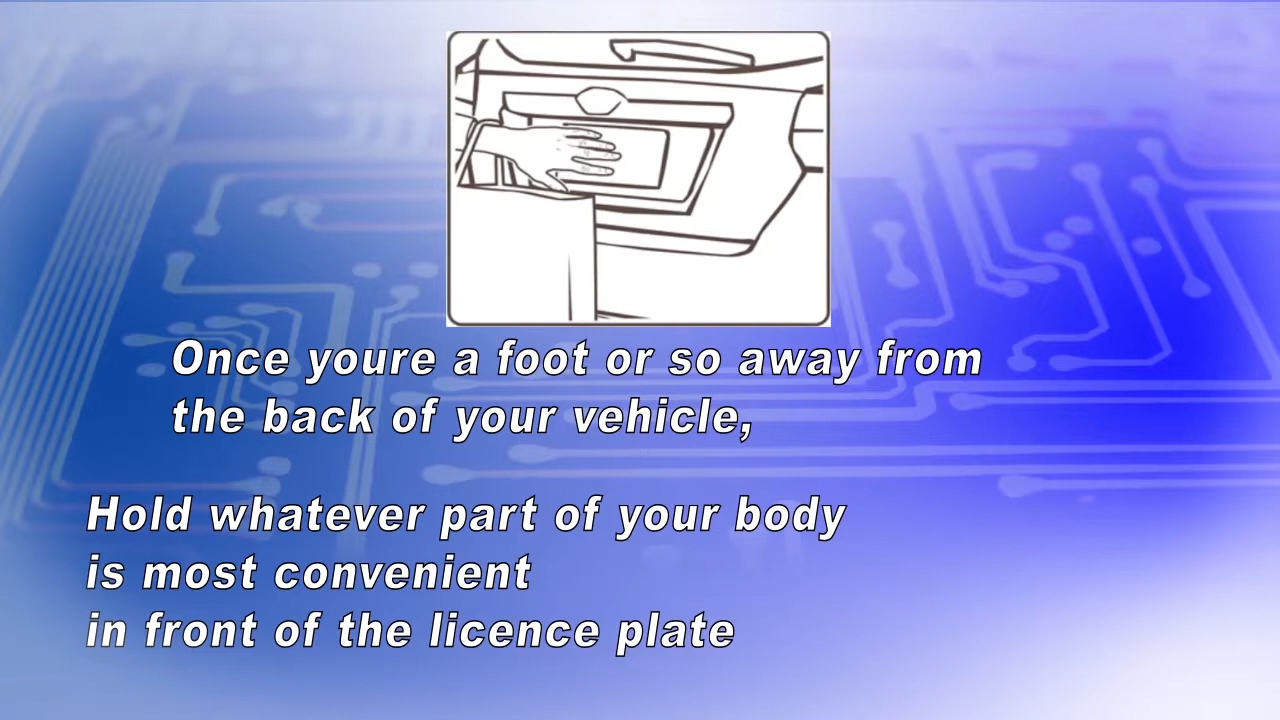 Once youre a foot or so away from
the back of your vehicle,
Hold whatever part of your body
is most convenient
in front of the licence plate